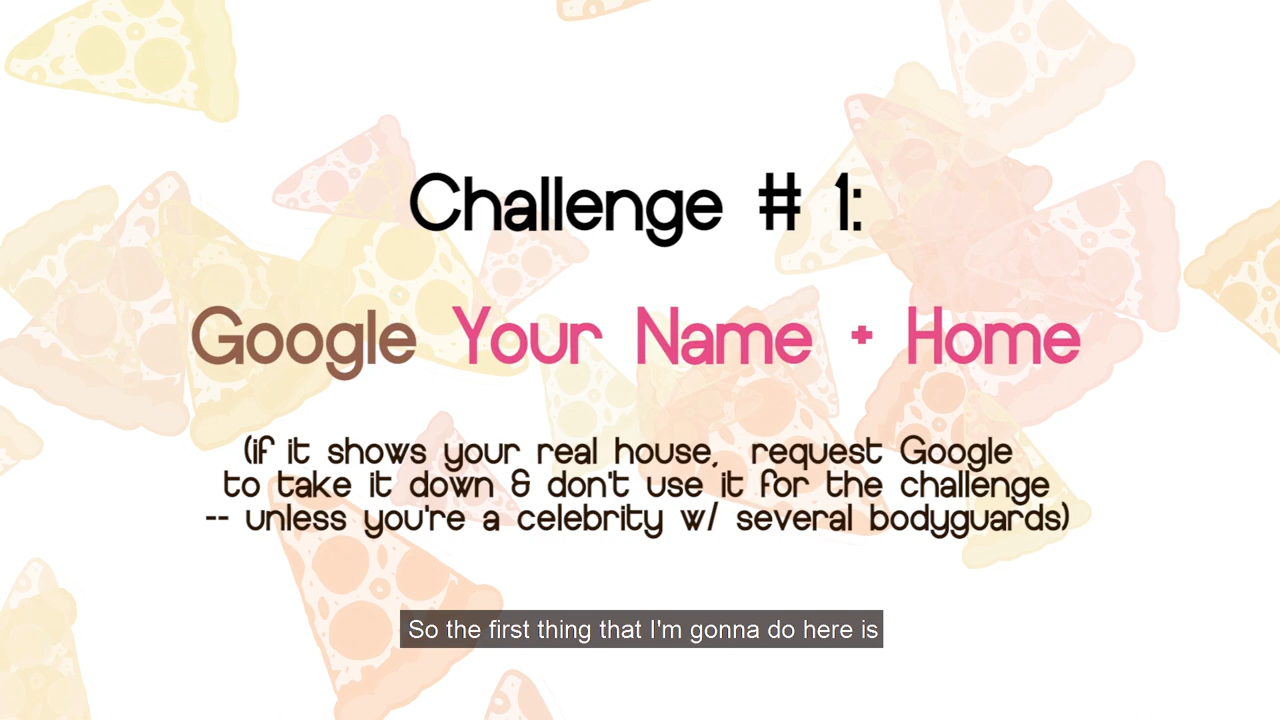 Challenge # 1:
Google Your Name + Home
(if it shows your real house, request Google
to take it down & don't use it for the challenge
-- unless you're a celebrity w/ several bodyguards)
So the first thing that I'm gonna do here is